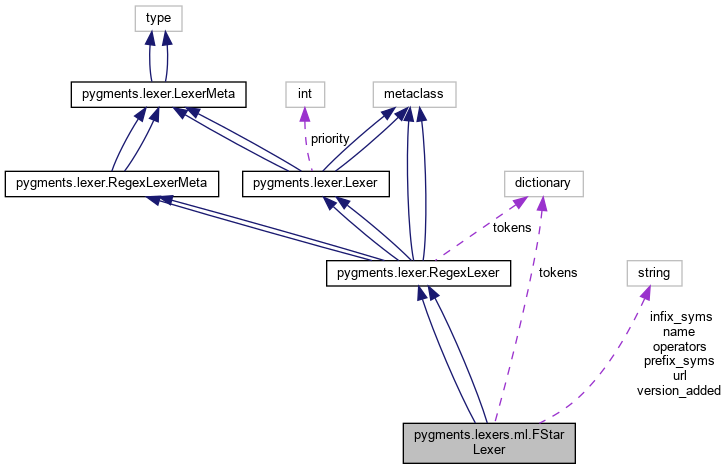 type
pygments.lexer.LexerMeta
int
metaclass
priority
pygments.lexer.RegexLexerMeta
pygments.lexer.Lexer
dictionary
tokens
pygments.lexer.RegexLexer
tokens
string
infix_syms
name
operators
prefix_syms
url
version_added
pygments.lexers.ml.FStar
Lexer